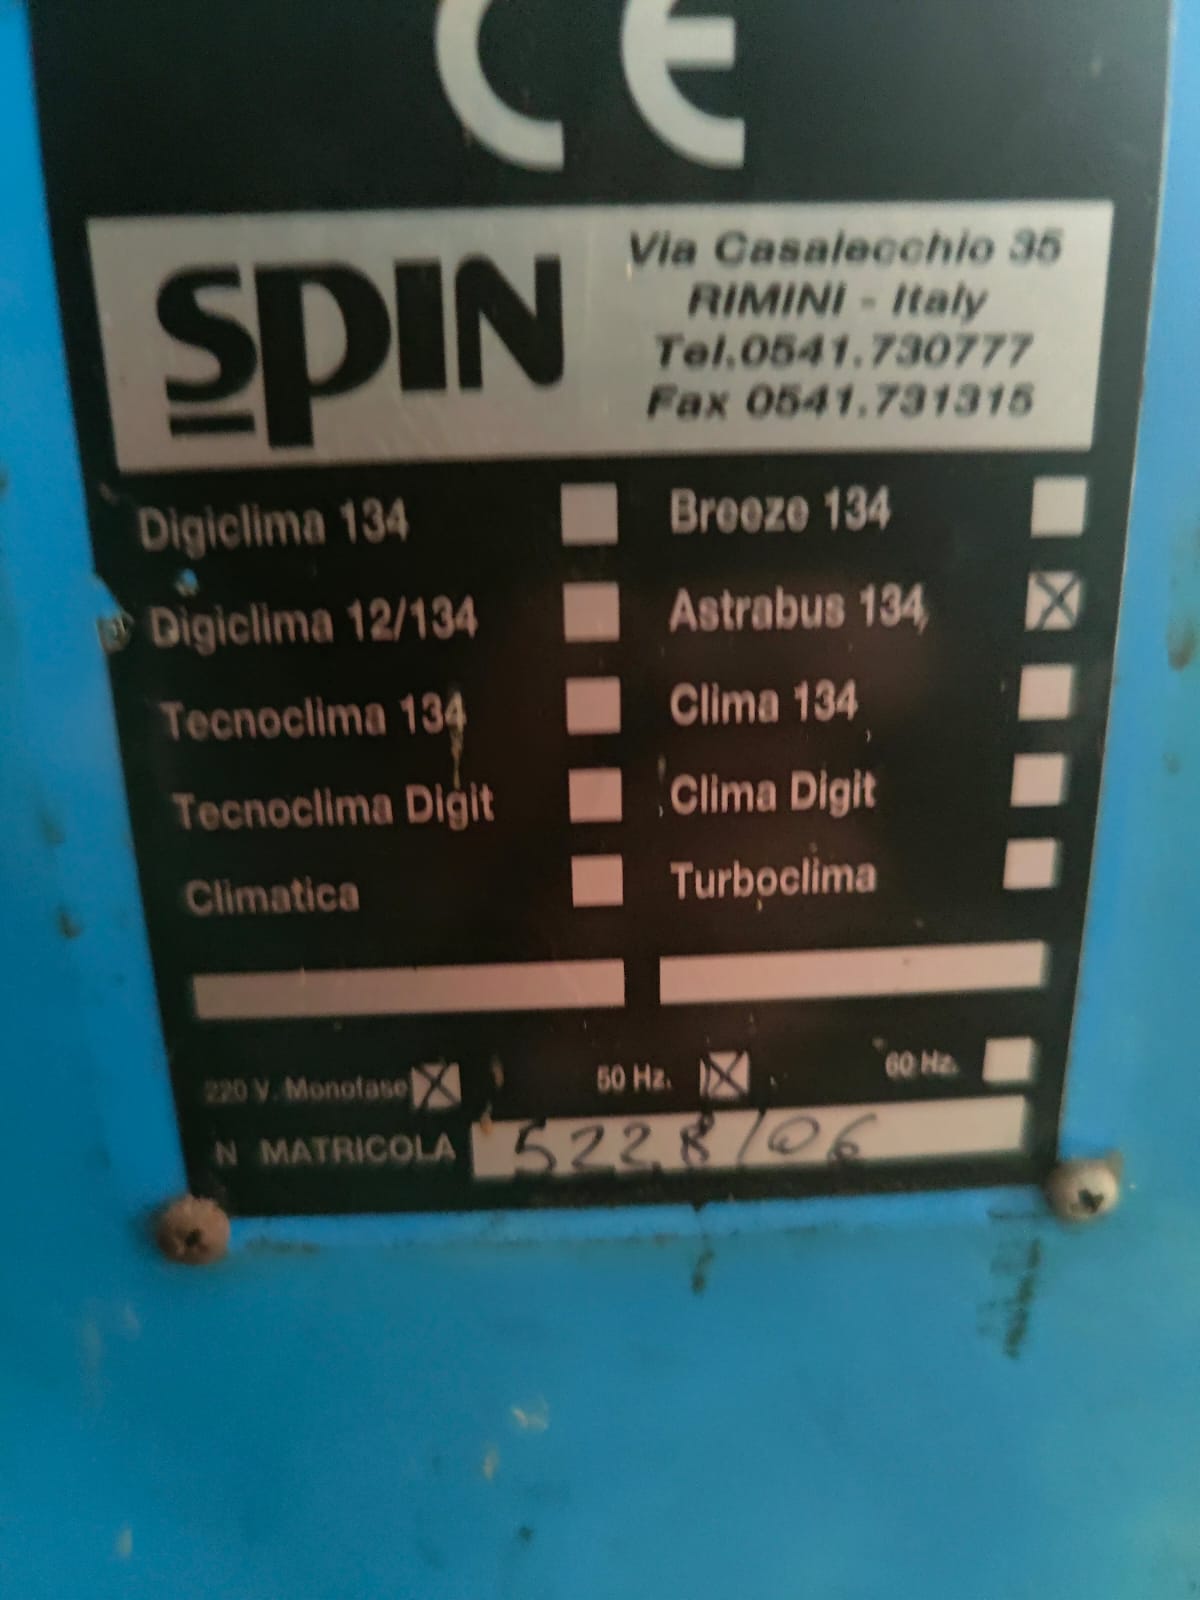 CE
SPIN
Via Casalecchio 35
RIMINI - Italy
Tel.0541.730777
Fax 0541.731315
Digiclima 134
Breeze 134
Digiclima 12/134
Astrabus 134
Tecnoclima 134
Clima 134
Tecnoclima Digit
Clima Digit
Climatica
Turboclima
220 V. Monofase 50 Hz. 60 Hz.
N MATRICOLA 5228/06